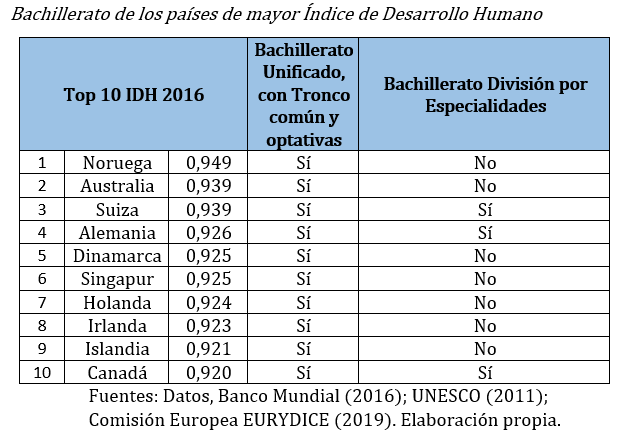 Bachillerato de los países de mayor Índice de Desarrollo Humano
Top 10 IDH 2016
Bachillerato
Unificado,
con Tronco
común y
optativas
Bachillerato División por
Especialidades
1 Noruega 0,949 Sí No
2 Australia 0,939 Sí No
3 Suiza 0,939 Sí Sí
4 Alemania 0,926 Sí Sí
5 Dinamarca 0,925 Sí No
6 Singapur 0,925 Sí No
7 Holanda 0,924 Sí No
8 Irlanda 0,923 Sí No
9 Islandia 0,921 Sí No
10 Canadá 0,920 Sí Sí
Fuentes: Datos, Banco Mundial (2016); UNESCO (2011);
Comisión Europea EURYDICE (2019). Elaboración propia.